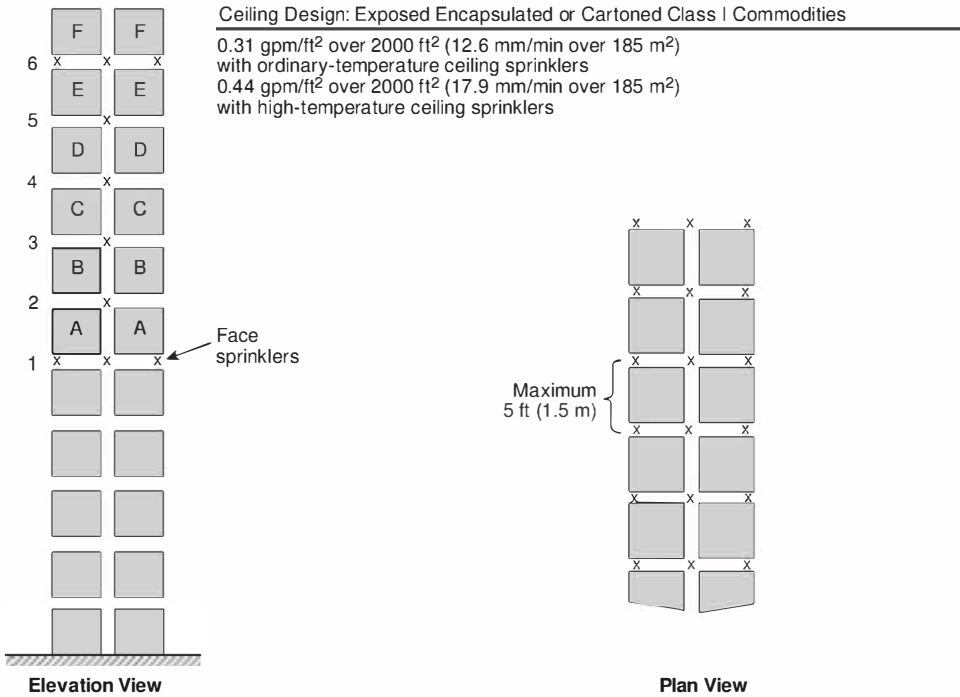 Ceiling Design: Exposed Encapsulated or Cartoned Class I Commodities
0.31 gpm/ft² over 2000 ft² (12.6 mm/min over 185 m²)
with ordinary-temperature ceiling sprinklers
0.44 gpm/ft² over 2000 ft² (17.9 mm/min over 185 m²)
with high-temperature ceiling sprinklers
F F
6 x x x
E E
5 x
D D
4 x
C C
3 x
B B
2 x
A A
1 x x x
Face
sprinklers
Elevation View
x x x
x x x
x x x
Maximum
5 ft (1.5 m)
x x x
x x x
x x x
Plan View